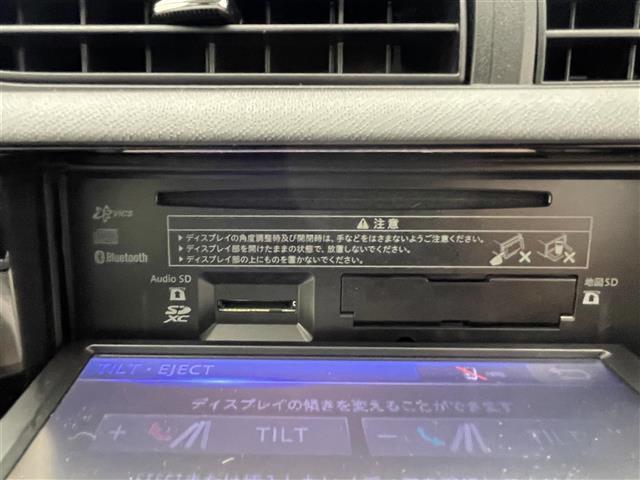 VICS
⚠ 注意
▶ディスプレイの角度調整時及び開閉時は、手などをはさまないようご注意ください。
▶ディスプレイ部を開けたままの状態で、放置しないでください。
▶ディスプレイ部の上にものを置かないでください。
Bluetooth
Audio SD
地図SD
SD XC
TILT・EJECT
ディスプレイの傾きを変えることができます
+ TILT
- TILT